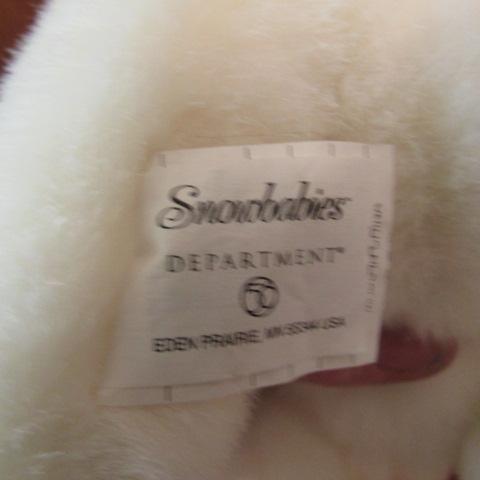 Snowbabies
DEPARTMENT
56
EDEN PRAIRIE, MN 55344 USA